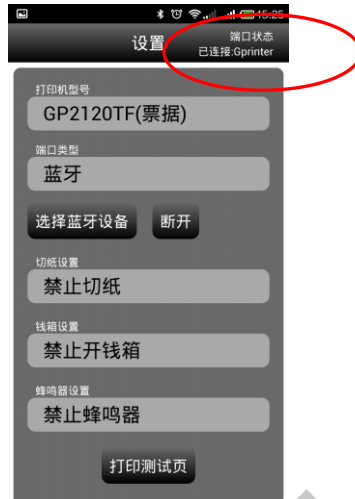 15:25
设置
端口状态
已连接:Gprinter
打印机型号
GP2120TF(票据)
端口类型
蓝牙
选择蓝牙设备
断开
切纸设置
禁止切纸
钱箱设置
禁止开钱箱
蜂鸣器设置
禁止蜂鸣器
打印测试页